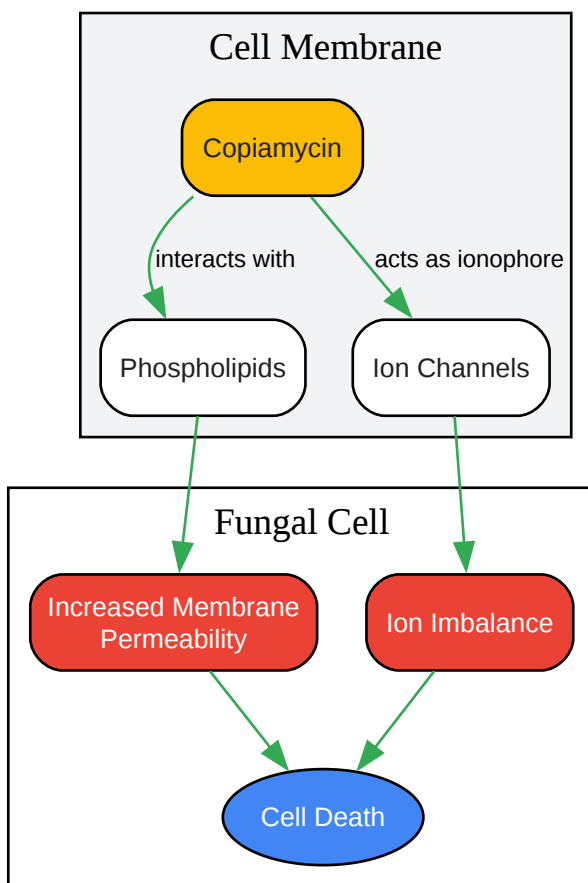 Cell Membrane
Copiamycin
interacts with
acts as ionophore
Phospholipids
Ion Channels
Fungal Cell
Increased Membrane
Permeability
Ion Imbalance
Cell Death